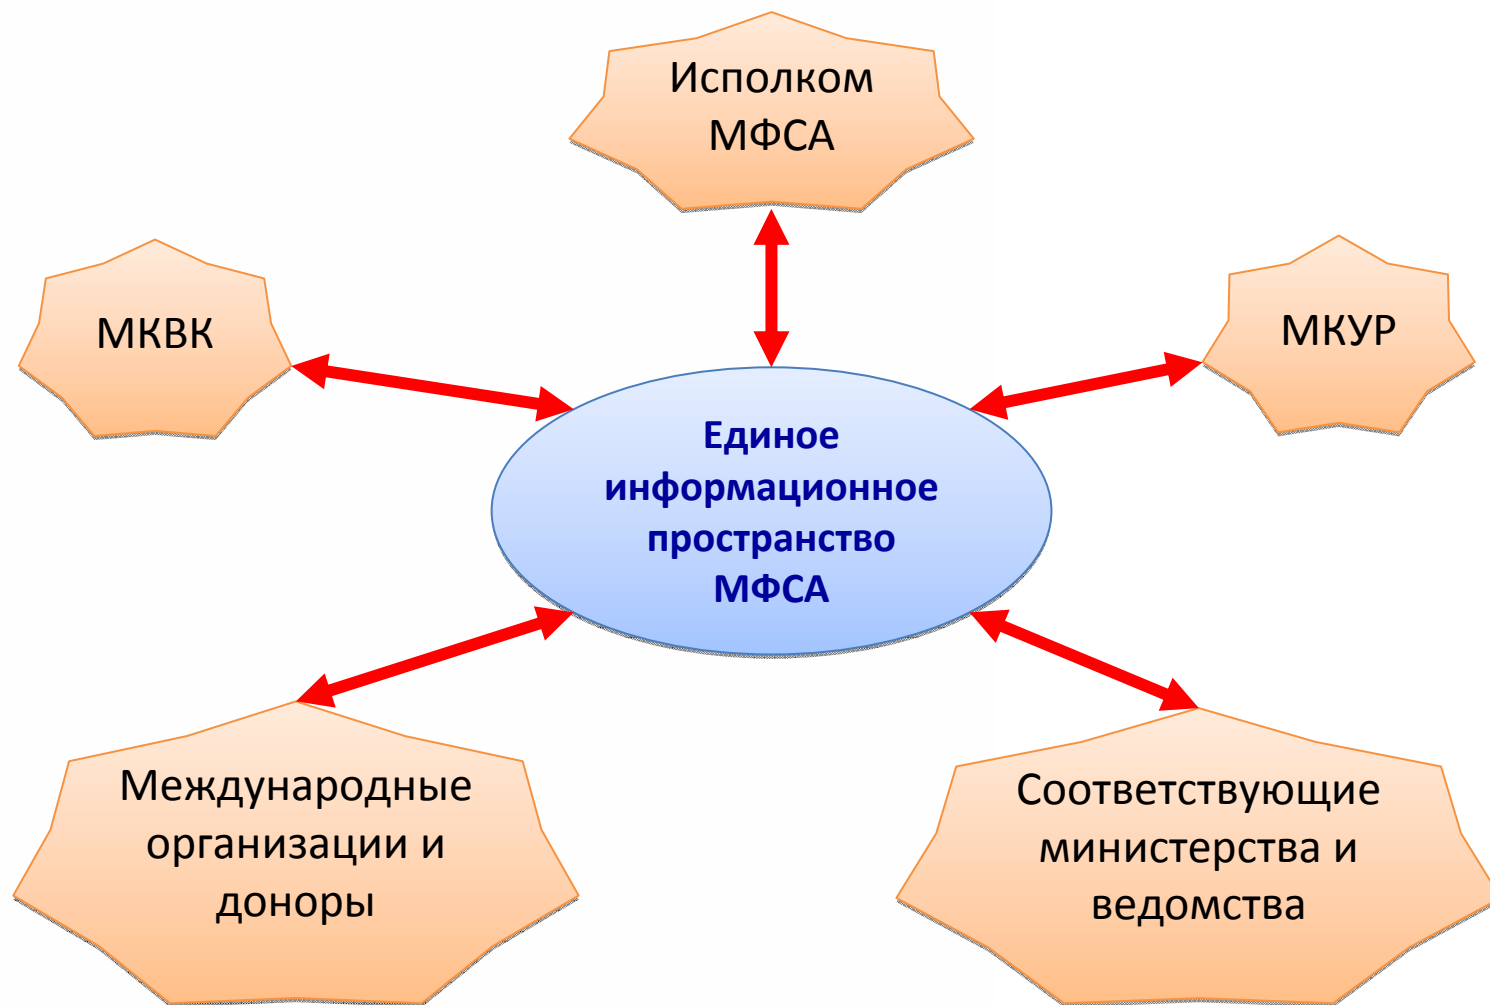 Исполком
МФСА
МКВК
МКУР
Единое
информационное
пространство
МФСА
Международные
организации и
доноры
Соответствующие
министерства и
ведомства